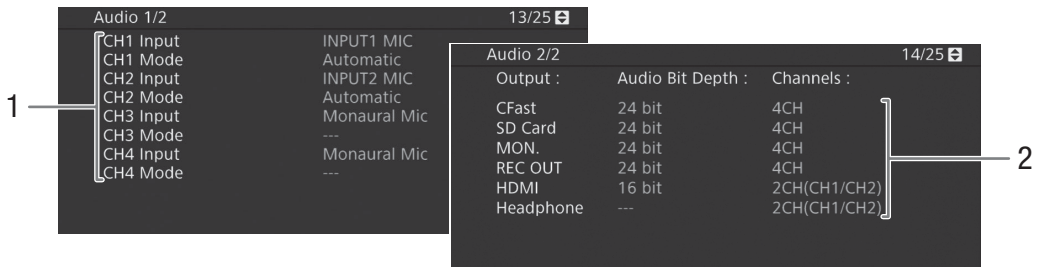 Audio 1/2 13/25
CH1 Input INPUT1 MIC
CH1 Mode Automatic
CH2 Input INPUT2 MIC
CH2 Mode Automatic
CH3 Input Monaural Mic
CH3 Mode ---
CH4 Input Monaural Mic
CH4 Mode ---
1
Audio 2/2 14/25
Output : Audio Bit Depth : Channels :
CFast 24 bit 4CH
SD Card 24 bit 4CH
MON. 24 bit 4CH
REC OUT 24 bit 4CH
HDMI 16 bit 2CH(CH1/CH2)
Headphone --- 2CH(CH1/CH2)
2